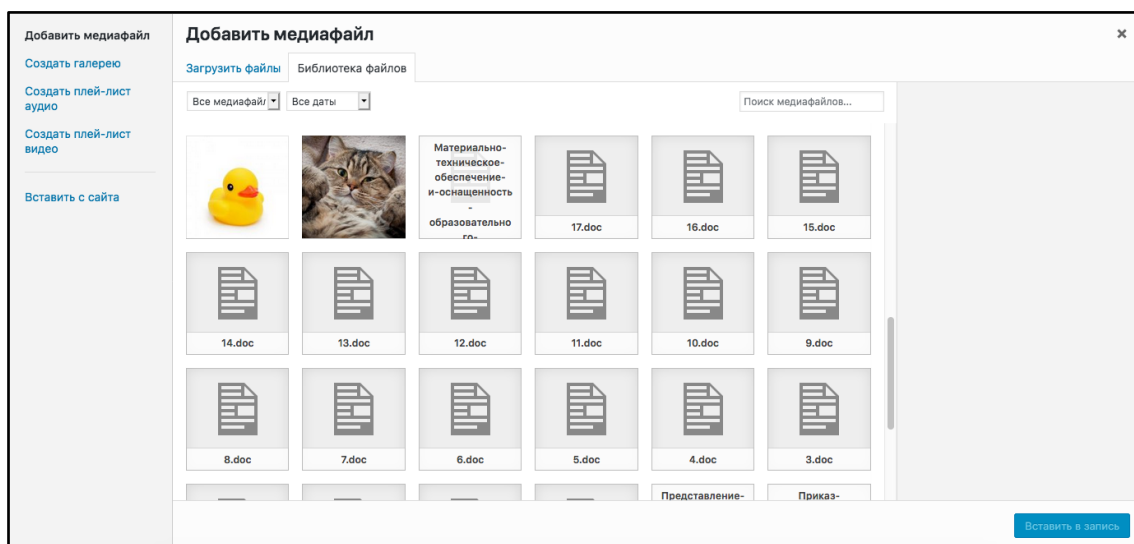 Добавить медиафайл
Создать галерею
Создать плей-лист
аудио
Создать плей-лист
видео
Вставить с сайта
Добавить медиафайл
Загрузить файлы
Библиотека файлов
Все медиафай
Все даты
Поиск медиафайлов...
Материально-
техническое-
обеспечение-
и-оснащенность
-
образовательно
го-
17.doc
16.doc
15.doc
14.doc
13.doc
12.doc
11.doc
10.doc
9.doc
8.doc
7.doc
6.doc
5.doc
4.doc
3.doc
Представление-
Приказ-
Вставить в запись